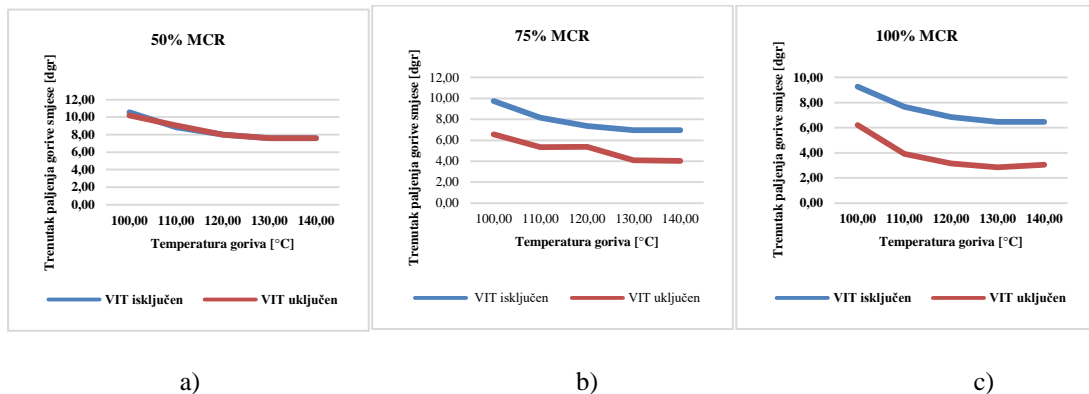 50% MCR
Trenutak paljenja gorive smjese [dgr]
12,00
10,00
8,00
6,00
4,00
2,00
0,00
100,00 110,00 120,00 130,00 140,00
Temperatura goriva [°C]
VIT isključen VIT uključen
a)
75% MCR
Trenutak paljenja gorive smjese [dgr]
12,00
10,00
8,00
6,00
4,00
2,00
0,00
100,00 110,00 120,00 130,00 140,00
Temperatura goriva [°C]
VIT isključen VIT uključen
b)
100% MCR
Trenutak paljenja gorive smjese [dgr]
10,00
8,00
6,00
4,00
2,00
0,00
100,00 110,00 120,00 130,00 140,00
Temperatura goriva [°C]
VIT isključen VIT uključen
c)